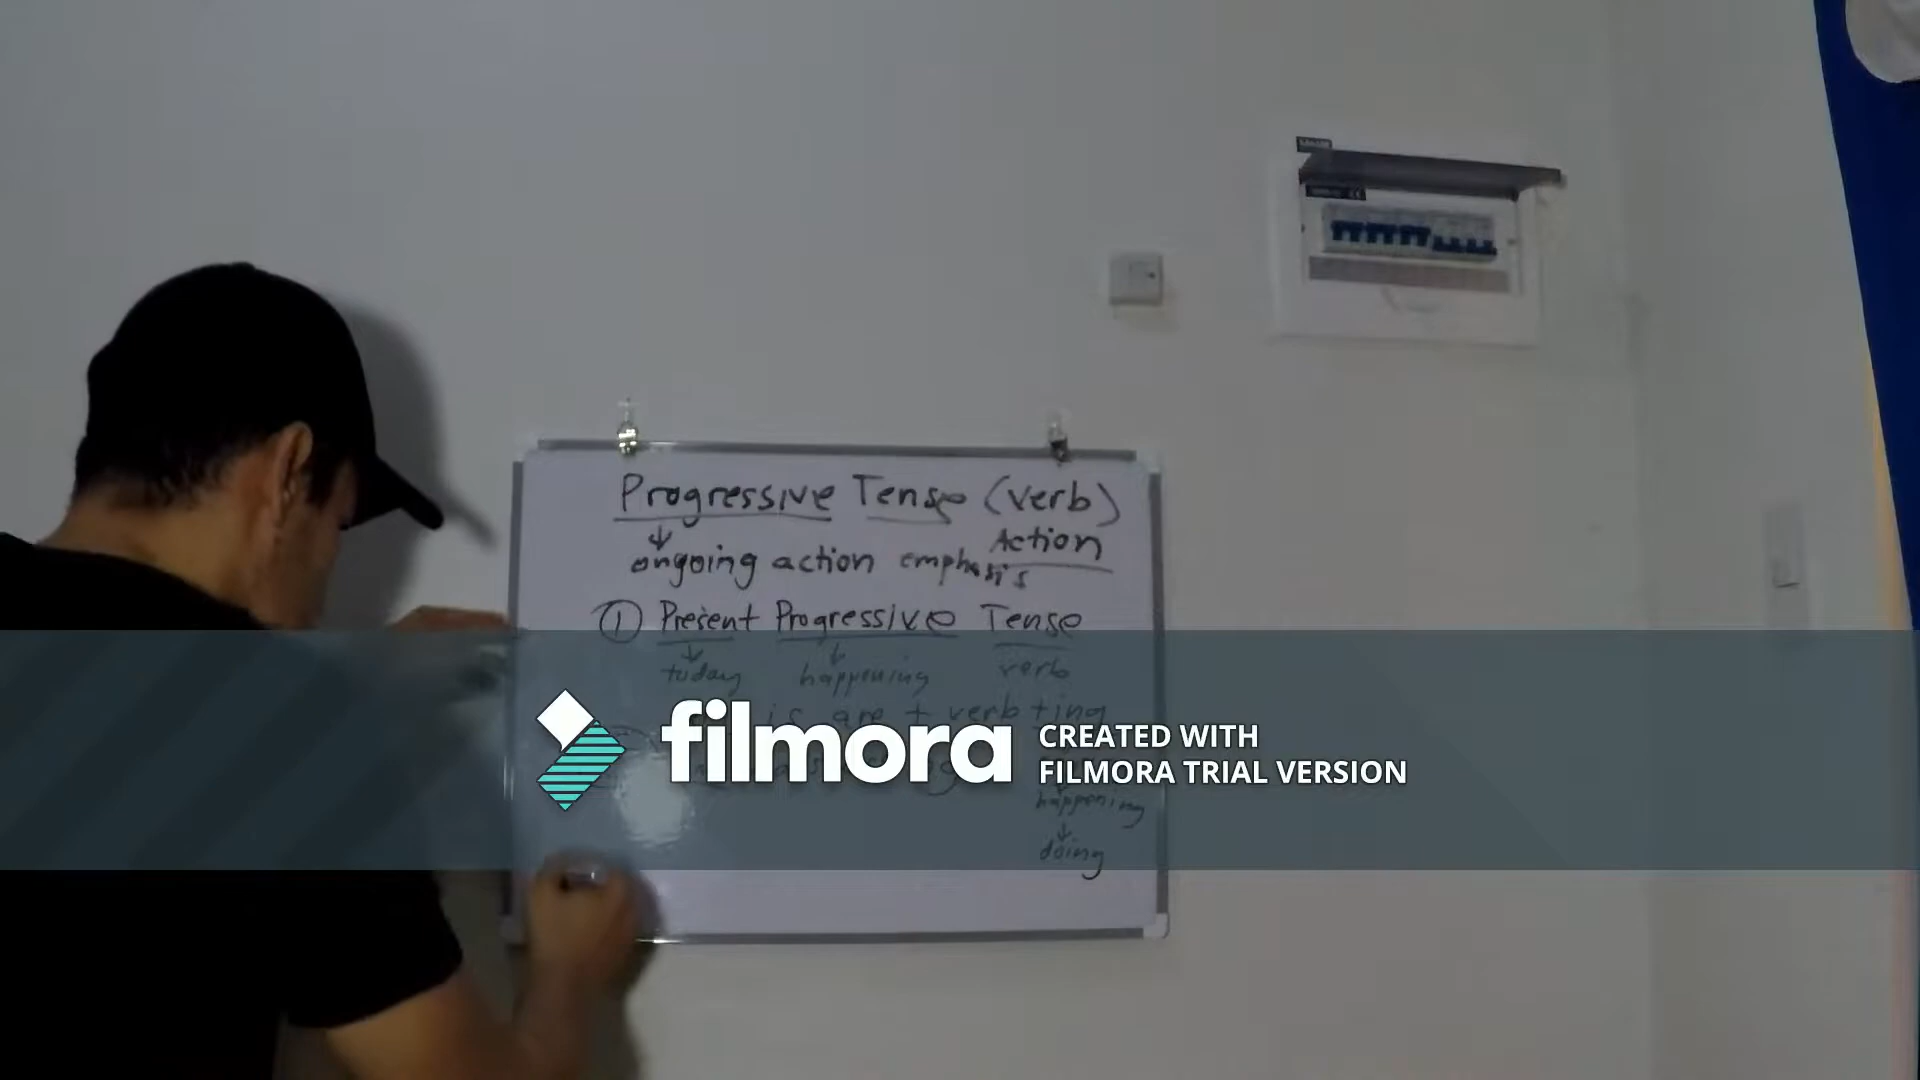 Progressive Tense (verb)
↓
Action
ongoing action emphasis
① Present Progressive Tense
↓ ↓
today happening verb
is are + verb + ing
filmora
CREATED WITH
FILMORA TRIAL VERSION
happening
↓
doing